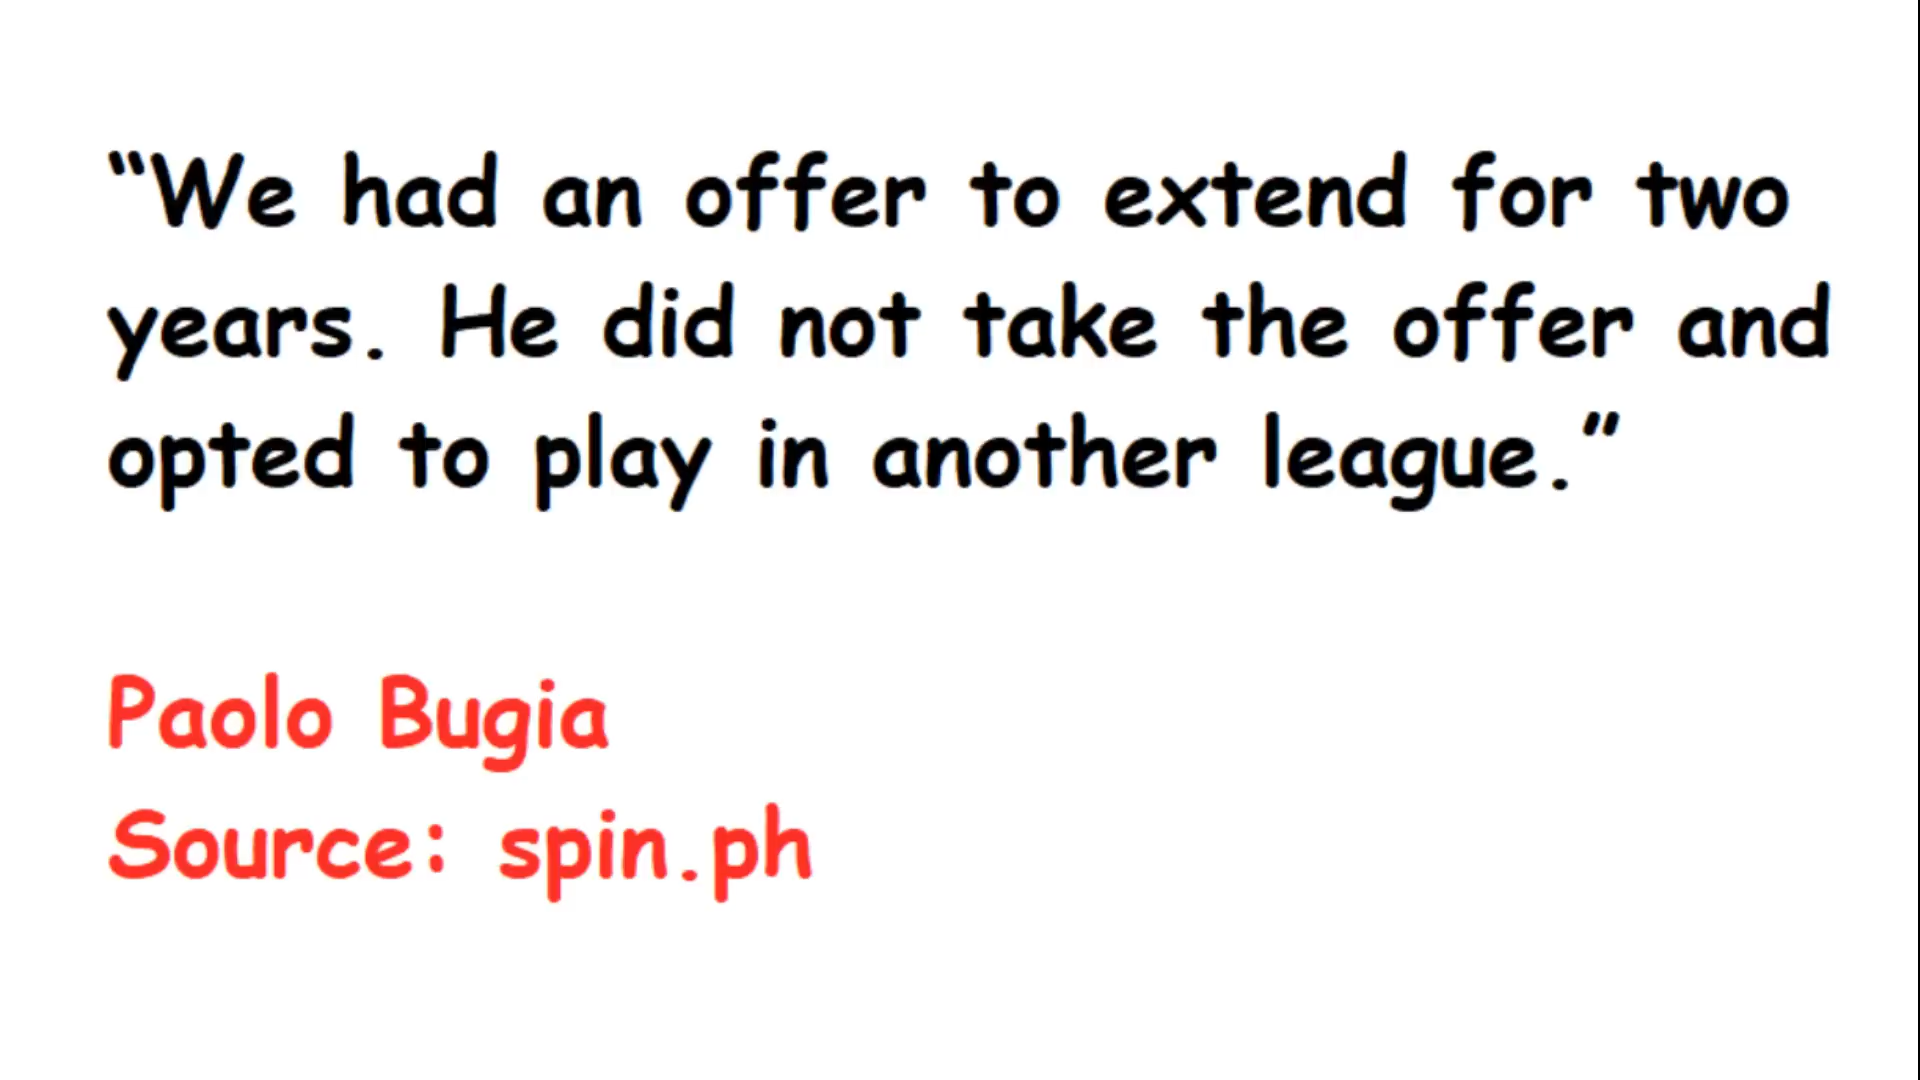 “We had an offer to extend for two
years. He did not take the offer and
opted to play in another league.”
Paolo Bugia
Source: spin.ph